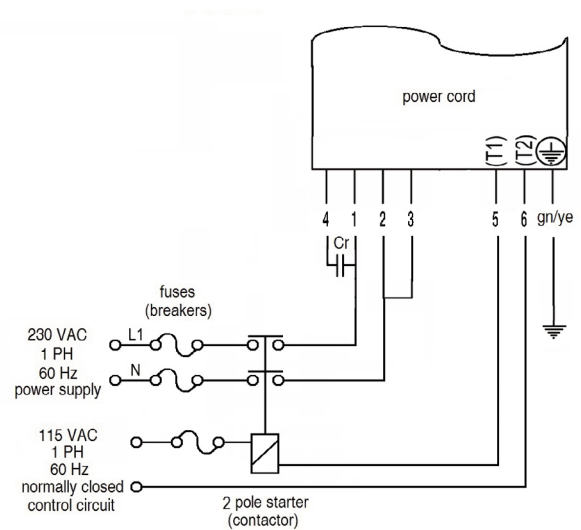 power cord
(T1)
(T2)
4 1 2 3 5 6 gn/ye
Cr
fuses
(breakers)
230 VAC
1 PH
60 Hz
power supply
L1
N
115 VAC
1 PH
60 Hz
normally closed
control circuit
2 pole starter
(contactor)